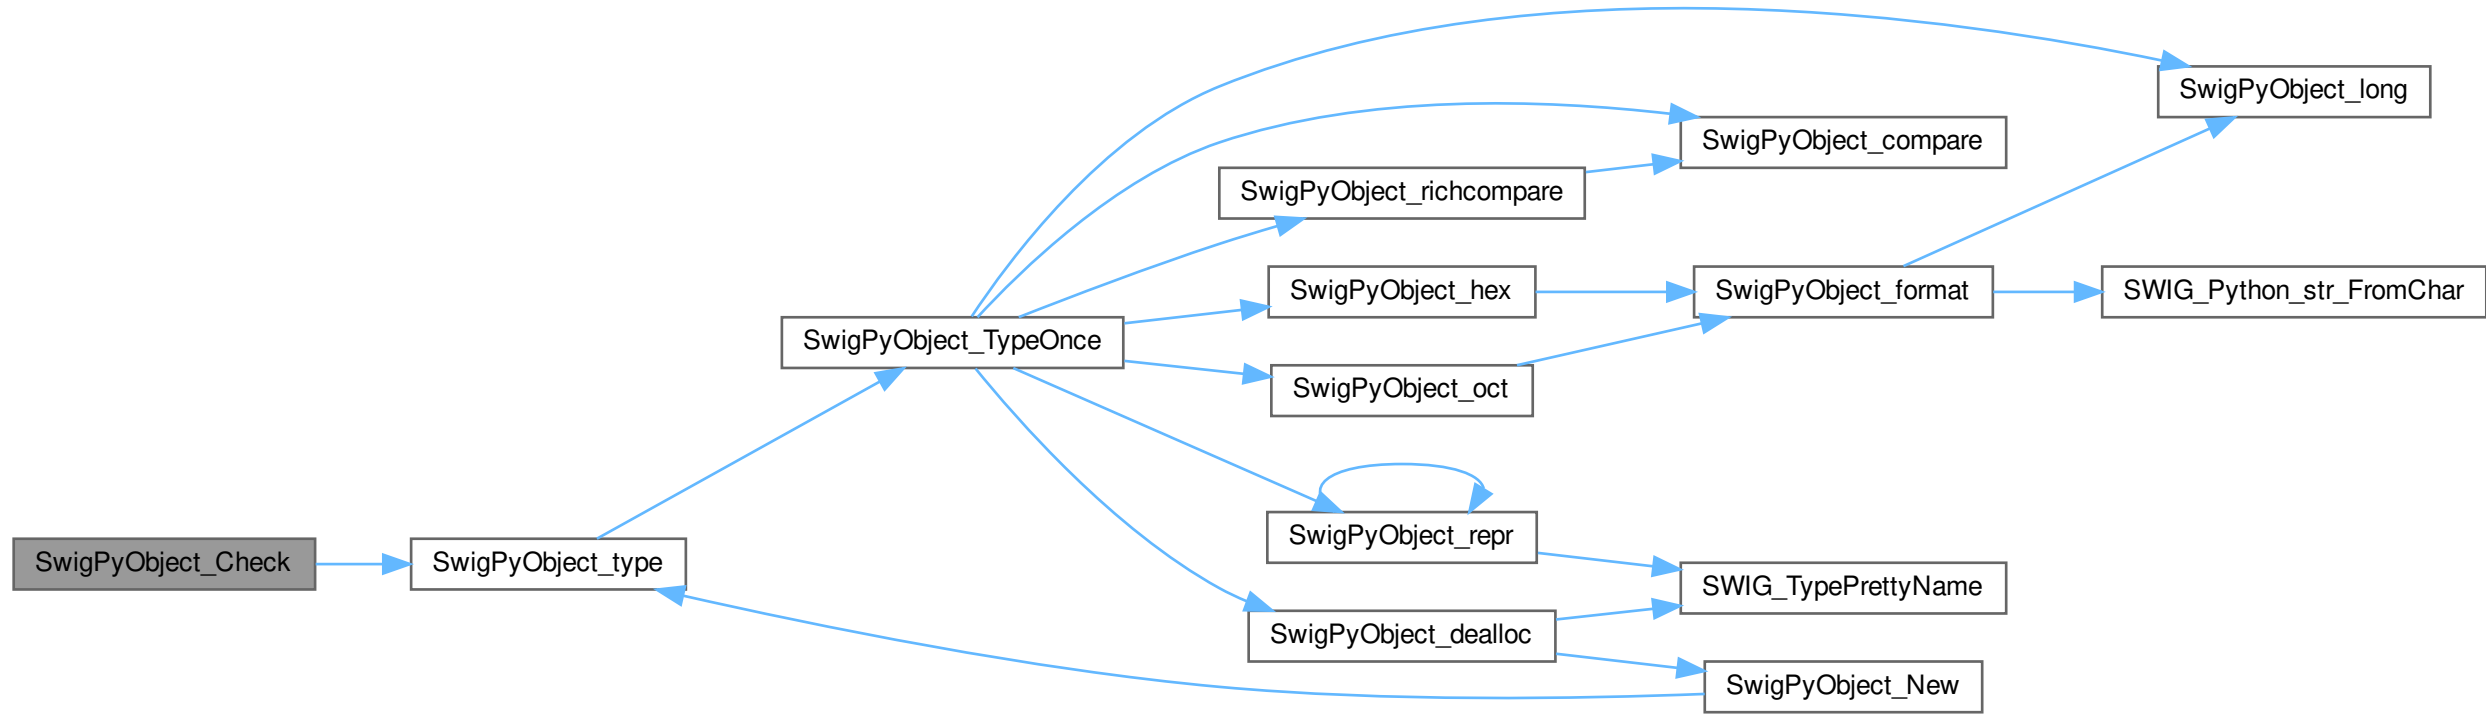 SwigPyObject_long
SwigPyObject_compare
SwigPyObject_richcompare
SwigPyObject_hex
SwigPyObject_format
SWIG_Python_str_FromChar
SwigPyObject_TypeOnce
SwigPyObject_oct
SwigPyObject_repr
SwigPyObject_Check
SwigPyObject_type
SWIG_TypePrettyName
SwigPyObject_dealloc
SwigPyObject_New